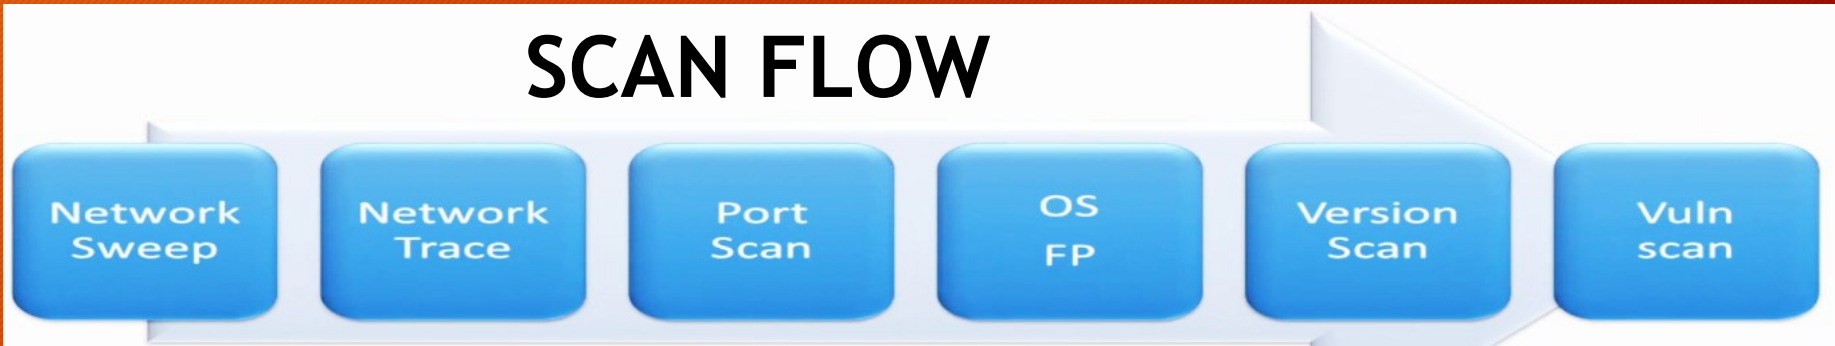 SCAN FLOW
Network
Sweep
Network
Trace
Port
Scan
OS
FP
Version
Scan
Vuln
scan